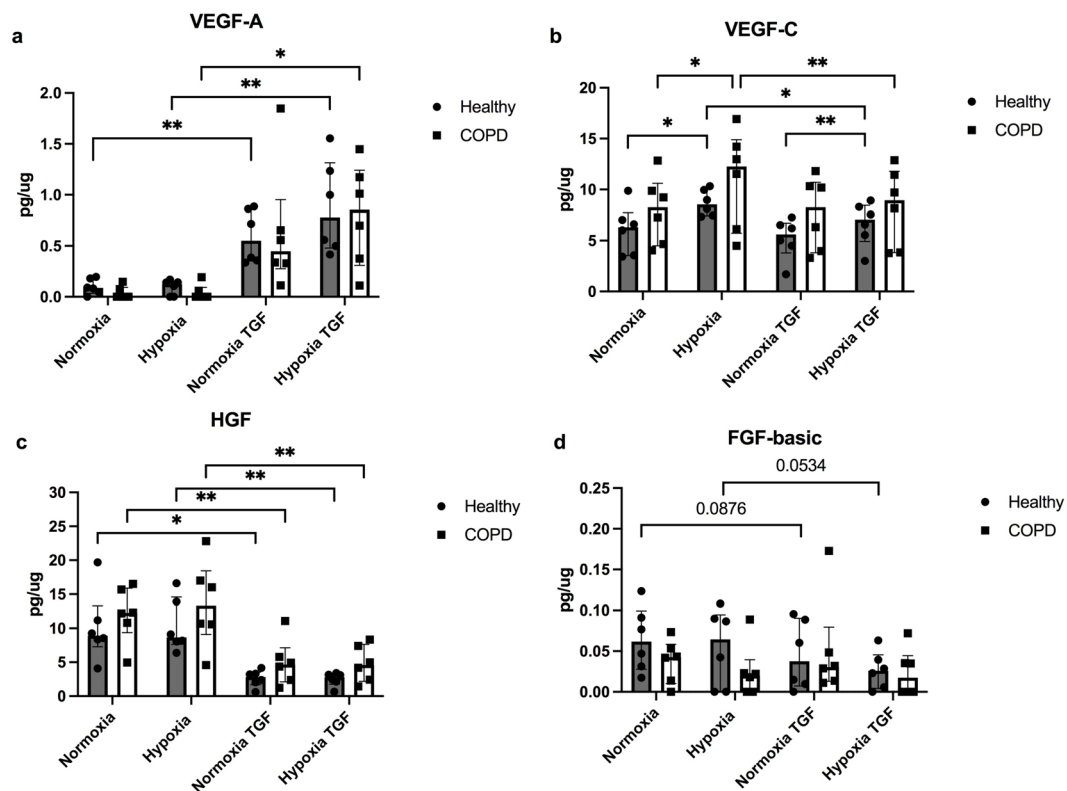 a
VEGF-A
*
**
**
2.0
1.5
1.0
0.5
0.0
pg/ug
Healthy
COPD
Normoxia
Hypoxia
Normoxia TGF
Hypoxia TGF
b
VEGF-C
* **
*
* **
20
15
10
5
0
pg/ug
Healthy
COPD
Normoxia
Hypoxia
Normoxia TGF
Hypoxia TGF
c
HGF
**
**
**
*
30
25
20
15
10
5
0
pg/ug
Healthy
COPD
Normoxia
Hypoxia
Normoxia TGF
Hypoxia TGF
d
FGF-basic
0.0534
0.0876
0.25
0.20
0.15
0.10
0.05
0.00
pg/ug
Healthy
COPD
Normoxia
Hypoxia
Normoxia TGF
Hypoxia TGF